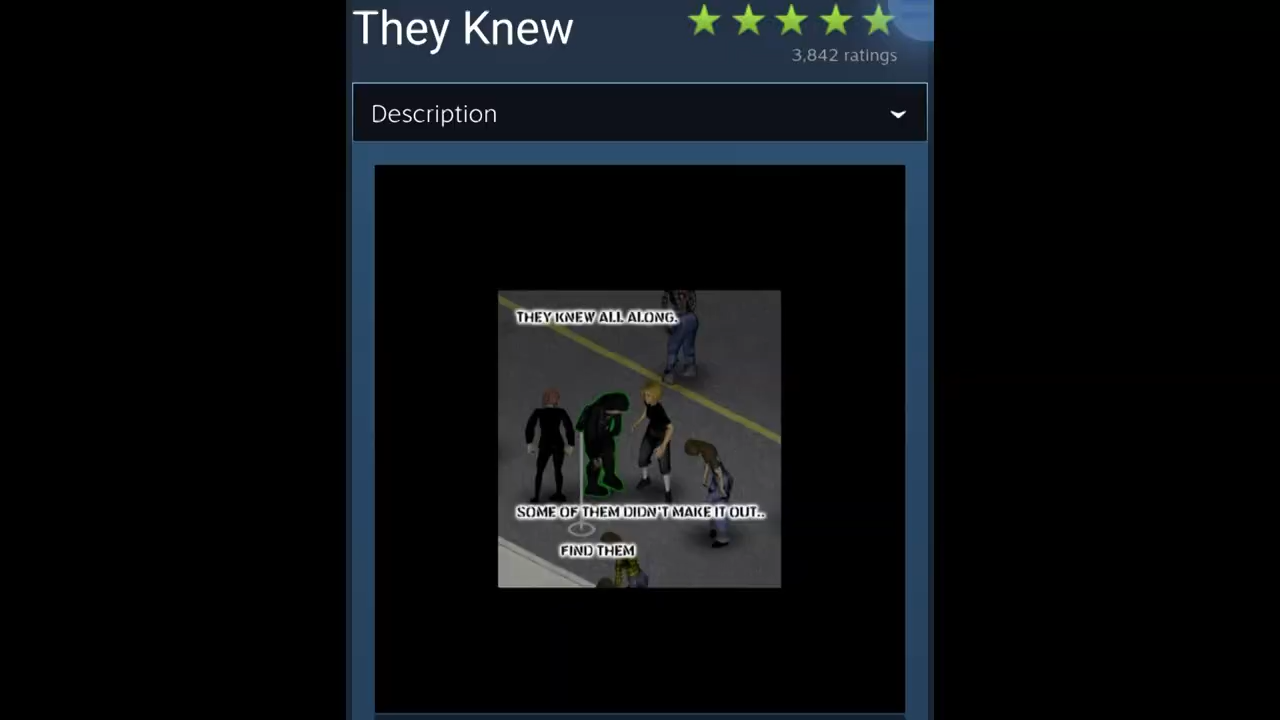 They Knew
3,842 ratings
Description
THEY KNEW ALL ALONG.
SOME OF THEM DIDN'T MAKE IT OUT..
FIND THEM